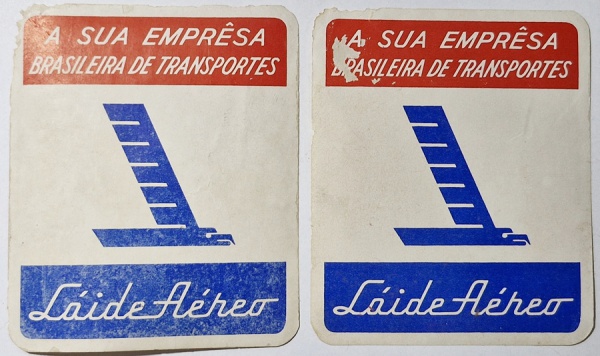 A SUA EMPRÊSA
BRASILEIRA DE TRANSPORTES
Lóide Aéreo
A SUA EMPRÊSA
BRASILEIRA DE TRANSPORTES
Lóide Aéreo